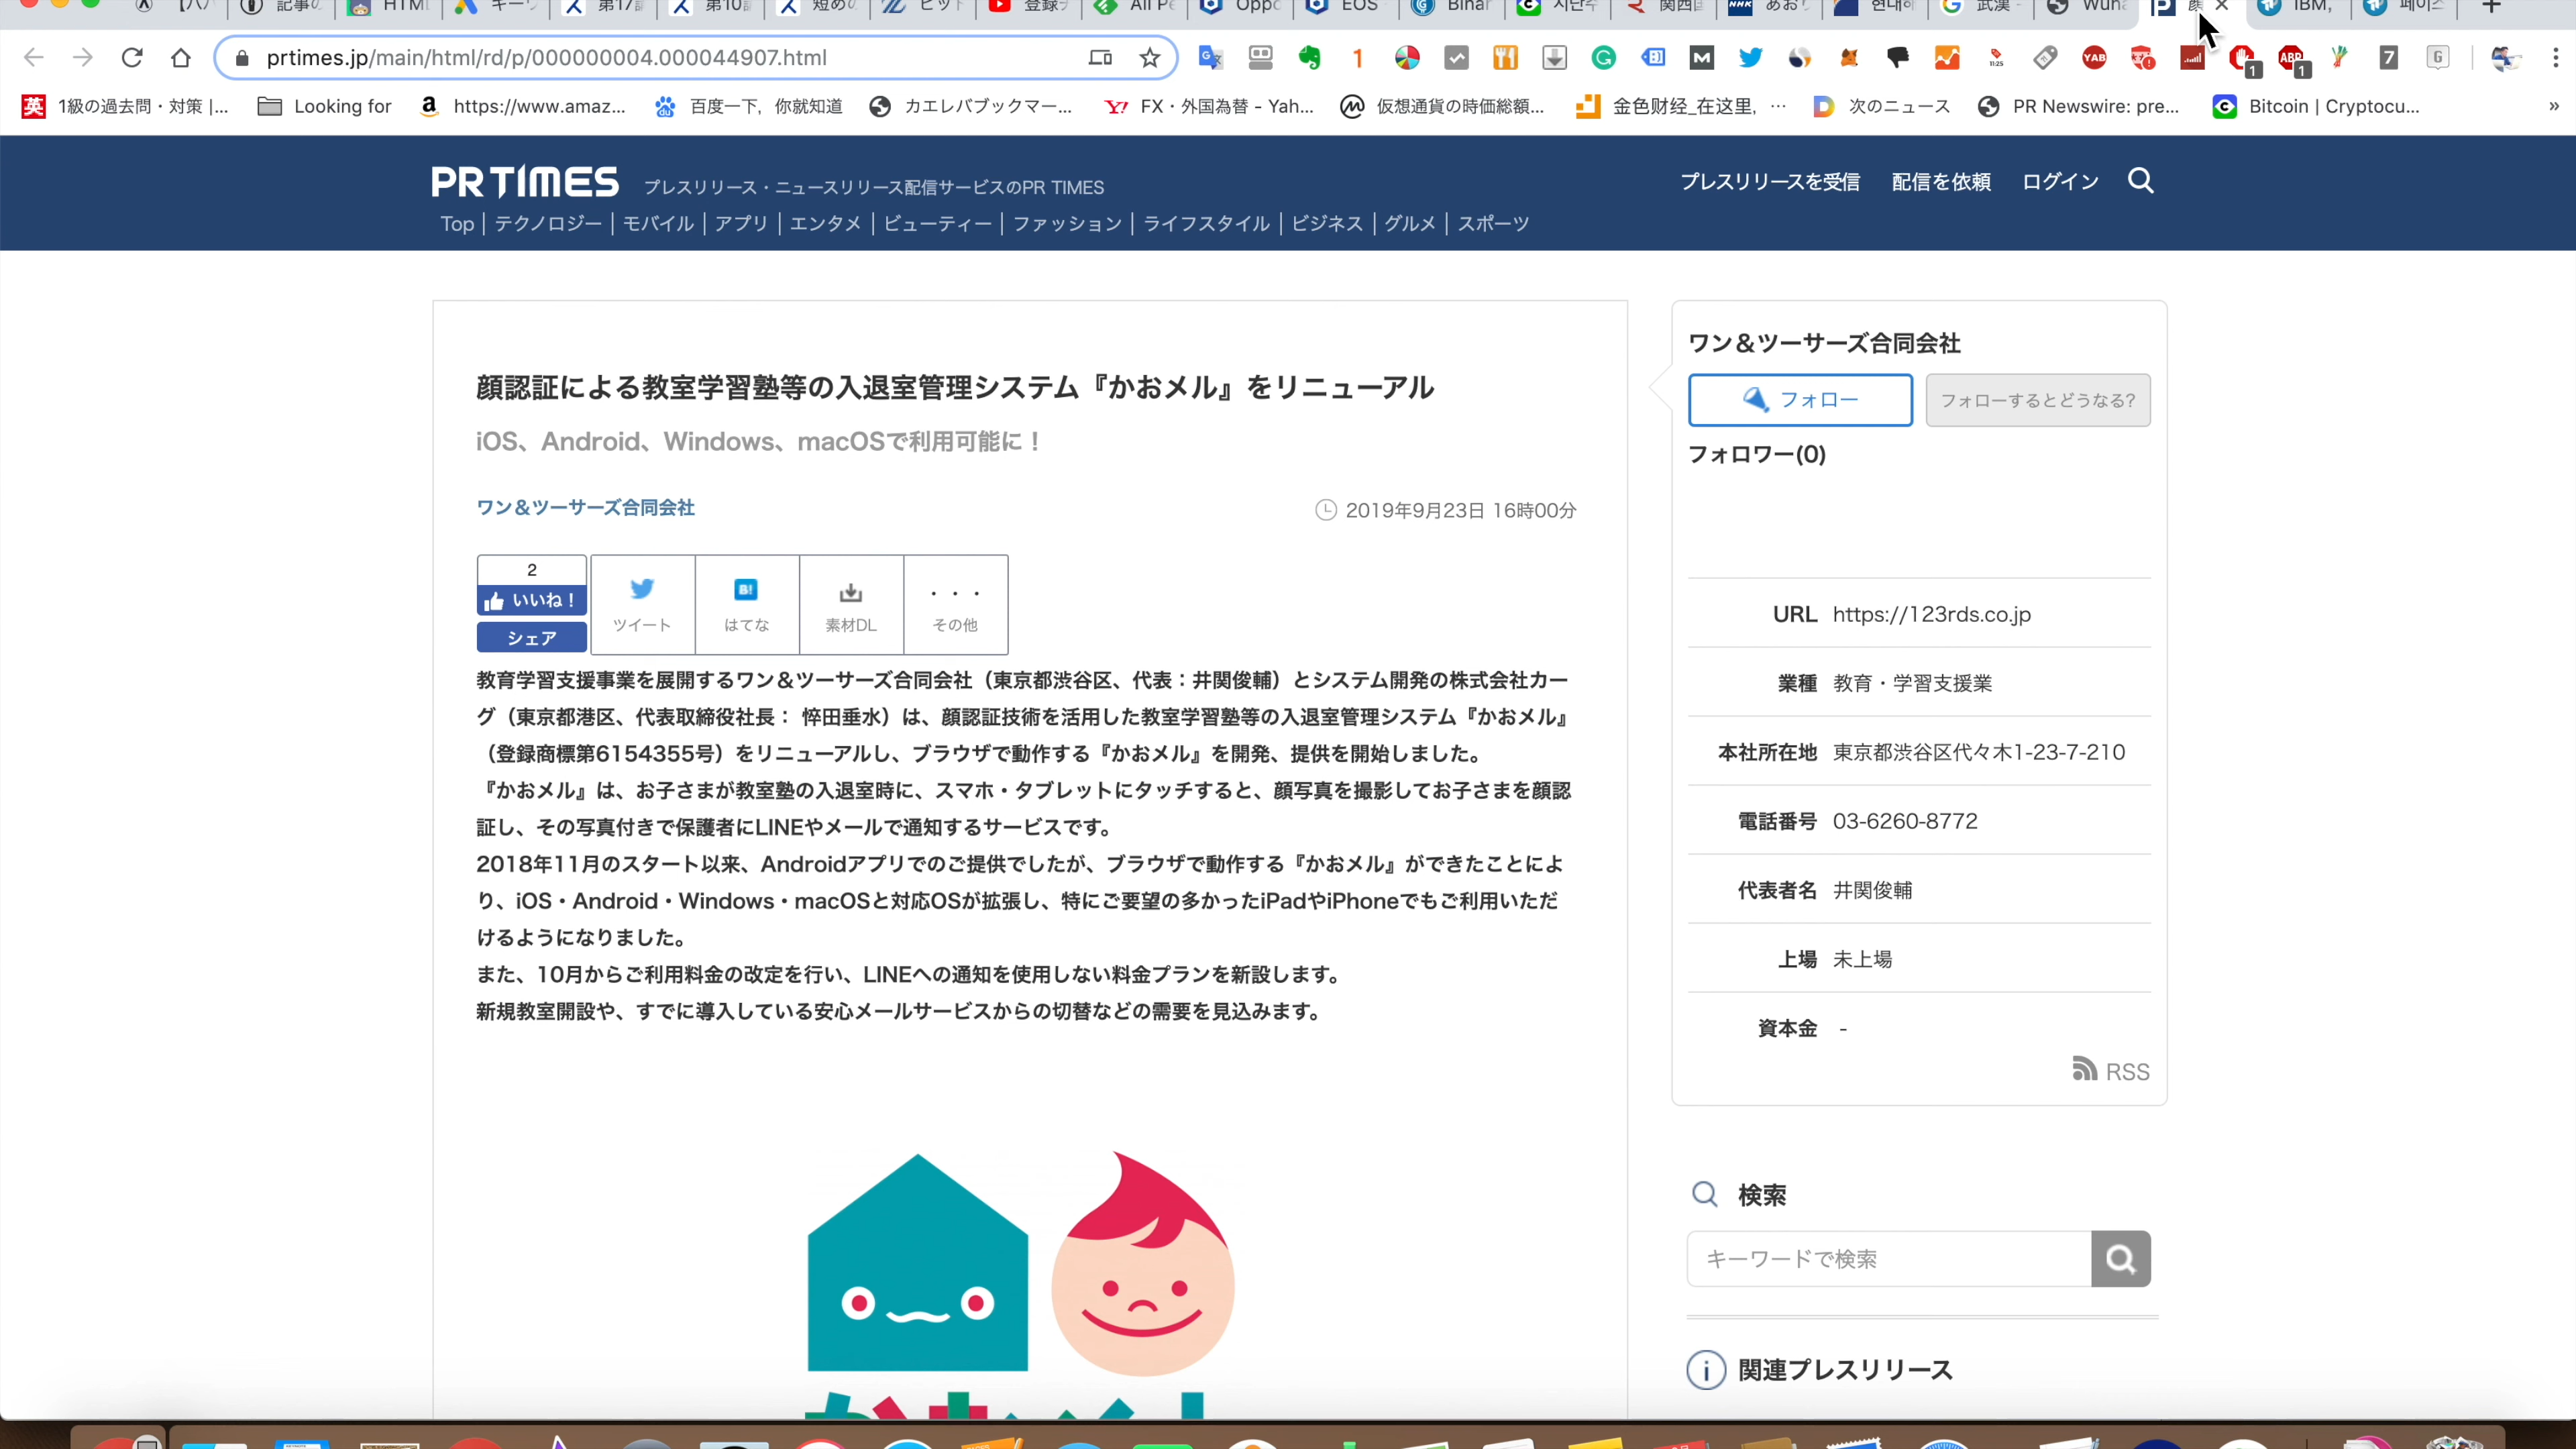 prtimes.jp/main/html/rd/p/000000004.000044907.html
1級の過去問・対策 |... Looking for https://www.amaz... 百度一下，你就知道 カエレバブックマー... FX・外国為替 - Yah... 仮想通貨の時価総額... 金色财经_在这里，... 次のニュース PR Newswire: pre... Bitcoin | Cryptocu...
PR TIMES プレスリリース・ニュースリリース配信サービスのPR TIMES
プレスリリースを受信 配信を依頼 ログイン
Top | テクノロジー | モバイル | アプリ | エンタメ | ビューティー | ファッション | ライフスタイル | ビジネス | グルメ | スポーツ
顔認証による教室学習塾等の入退室管理システム『かおメル』をリニューアル
iOS、Android、Windows、macOSで利用可能に！
ワン＆ツーサーズ合同会社
2019年9月23日 16時00分
2
いいね！
シェア
ツイート
はてな
素材DL
その他
教育学習支援事業を展開するワン＆ツーサーズ合同会社（東京都渋谷区、代表：井関俊輔）とシステム開発の株式会社カー
グ（東京都港区、代表取締役社長： 悴田垂水）は、顔認証技術を活用した教室学習塾等の入退室管理システム『かおメル』
（登録商標第6154355号）をリニューアルし、ブラウザで動作する『かおメル』を開発、提供を開始しました。
『かおメル』は、お子さまが教室塾の入退室時に、スマホ・タブレットにタッチすると、顔写真を撮影してお子さまを顔認
証し、その写真付きで保護者にLINEやメールで通知するサービスです。
2018年11月のスタート以来、Androidアプリでのご提供でしたが、ブラウザで動作する『かおメル』ができたことによ
り、iOS・Android・Windows・macOSと対応OSが拡張し、特にご要望の多かったiPadやiPhoneでもご利用いただ
けるようになりました。
また、10月からご利用料金の改定を行い、LINEへの通知を使用しない料金プランを新設します。
新規教室開設や、すでに導入している安心メールサービスからの切替などの需要を見込みます。
ワン＆ツーサーズ合同会社
フォロー
フォローするとどうなる?
フォロワー(0)
URL https://123rds.co.jp
業種 教育・学習支援業
本社所在地 東京都渋谷区代々木1-23-7-210
電話番号 03-6260-8772
代表者名 井関俊輔
上場 未上場
資本金 -
RSS
検索
キーワードで検索
関連プレスリリース